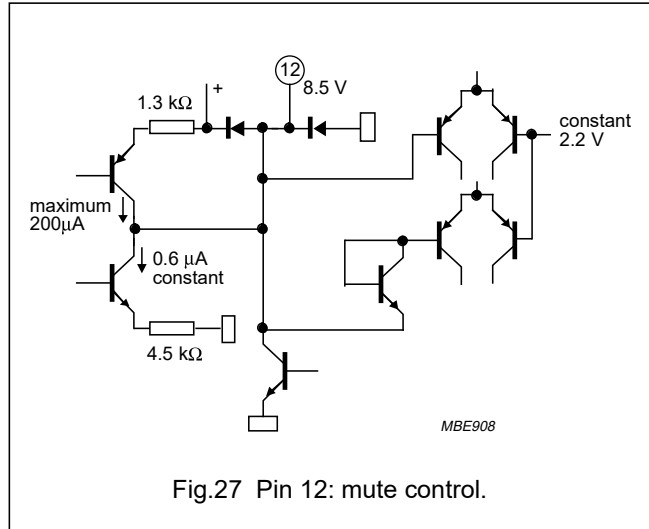 12
+
8.5 V
1.3 kΩ
constant
2.2 V
maximum
200μA
0.6 μA
constant
4.5 kΩ
MBE908
Fig.27 Pin 12: mute control.